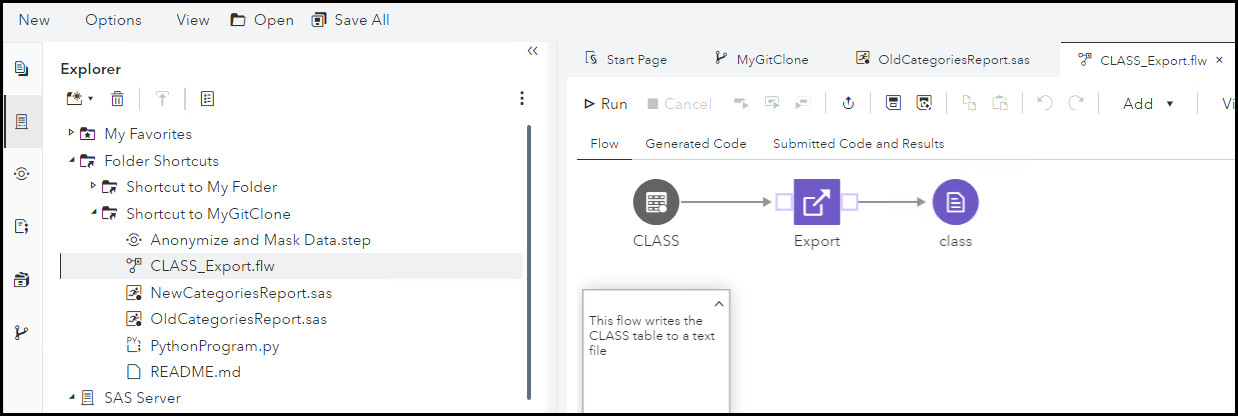 New Options View Open Save All
Explorer
My Favorites
Folder Shortcuts
Shortcut to My Folder
Shortcut to MyGitClone
Anonymize and Mask Data.step
CLASS_Export.flw
NewCategoriesReport.sas
OldCategoriesReport.sas
PythonProgram.py
README.md
SAS Server
Start Page MyGitClone OldCategoriesReport.sas CLASS_Export.flw
Run Cancel Add Vi
Flow Generated Code Submitted Code and Results
CLASS Export class
This flow writes the
CLASS table to a text
file